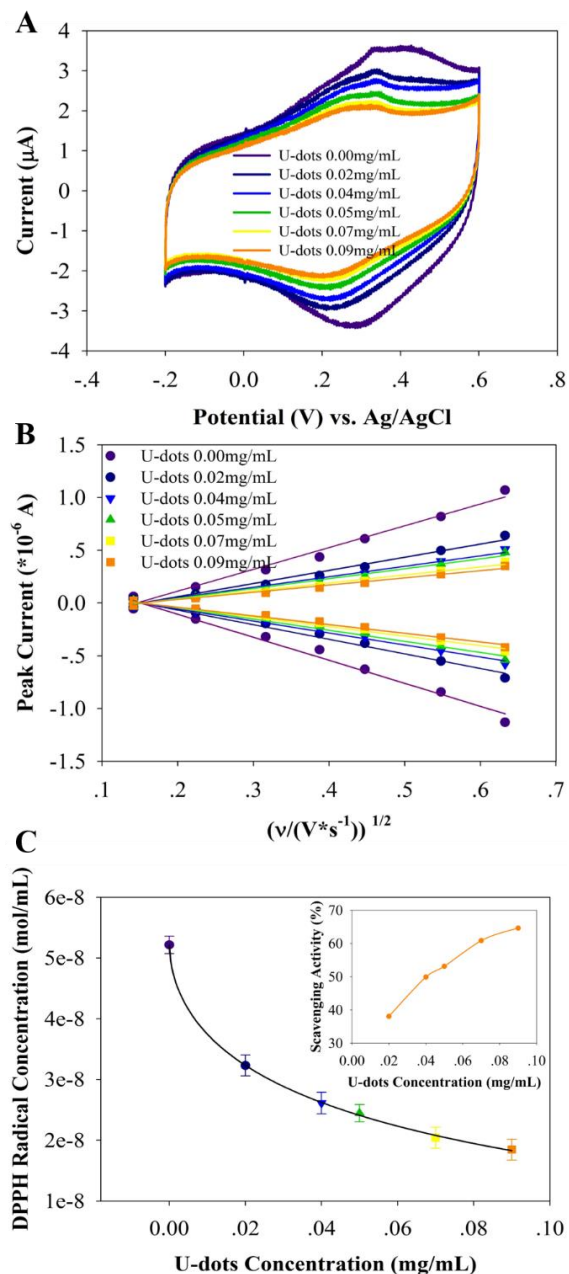 A
4
3
2
1
0
-1
-2
-3
-4
Current (μA)
U-dots 0.00mg/mL
U-dots 0.02mg/mL
U-dots 0.04mg/mL
U-dots 0.05mg/mL
U-dots 0.07mg/mL
U-dots 0.09mg/mL
-.4 -.2 0.0 .2 .4 .6
Potential (V) vs. Ag/AgCl
B
1.5
1.0
.5
0.0
-.5
-1.0
-1.5
Peak Current (*10⁻⁶ A)
U-dots 0.00mg/mL
U-dots 0.02mg/mL
U-dots 0.04mg/mL
U-dots 0.05mg/mL
U-dots 0.07mg/mL
U-dots 0.09mg/mL
.1 .2 .3 .4 .5 .6 .7
(ν/(V*s⁻¹)) ¹/²
C
6e-8
5e-8
4e-8
3e-8
2e-8
1e-8
DPPH Radical Concentration (mol/mL)
70
60
50
40
30
Scavenging Activity (%)
0.00 .02 .04 .06 .08 .10
U-dots Concentration (mg/mL)
0.00 .02 .04 .06 .08 .10
U-dots Concentration (mg/mL)